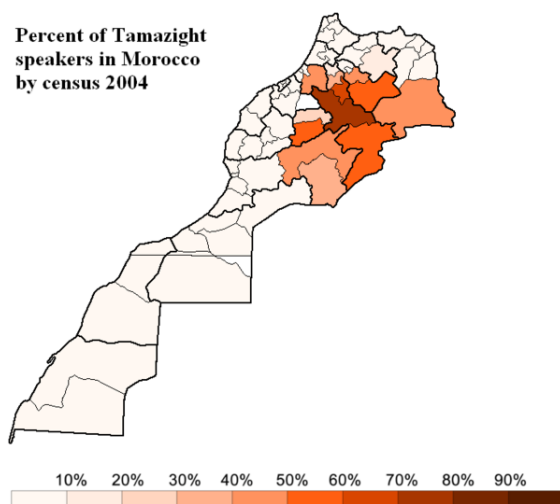 Percent of Tamazight
speakers in Morocco
by census 2004
10% 20% 30% 40% 50% 60% 70% 80% 90%